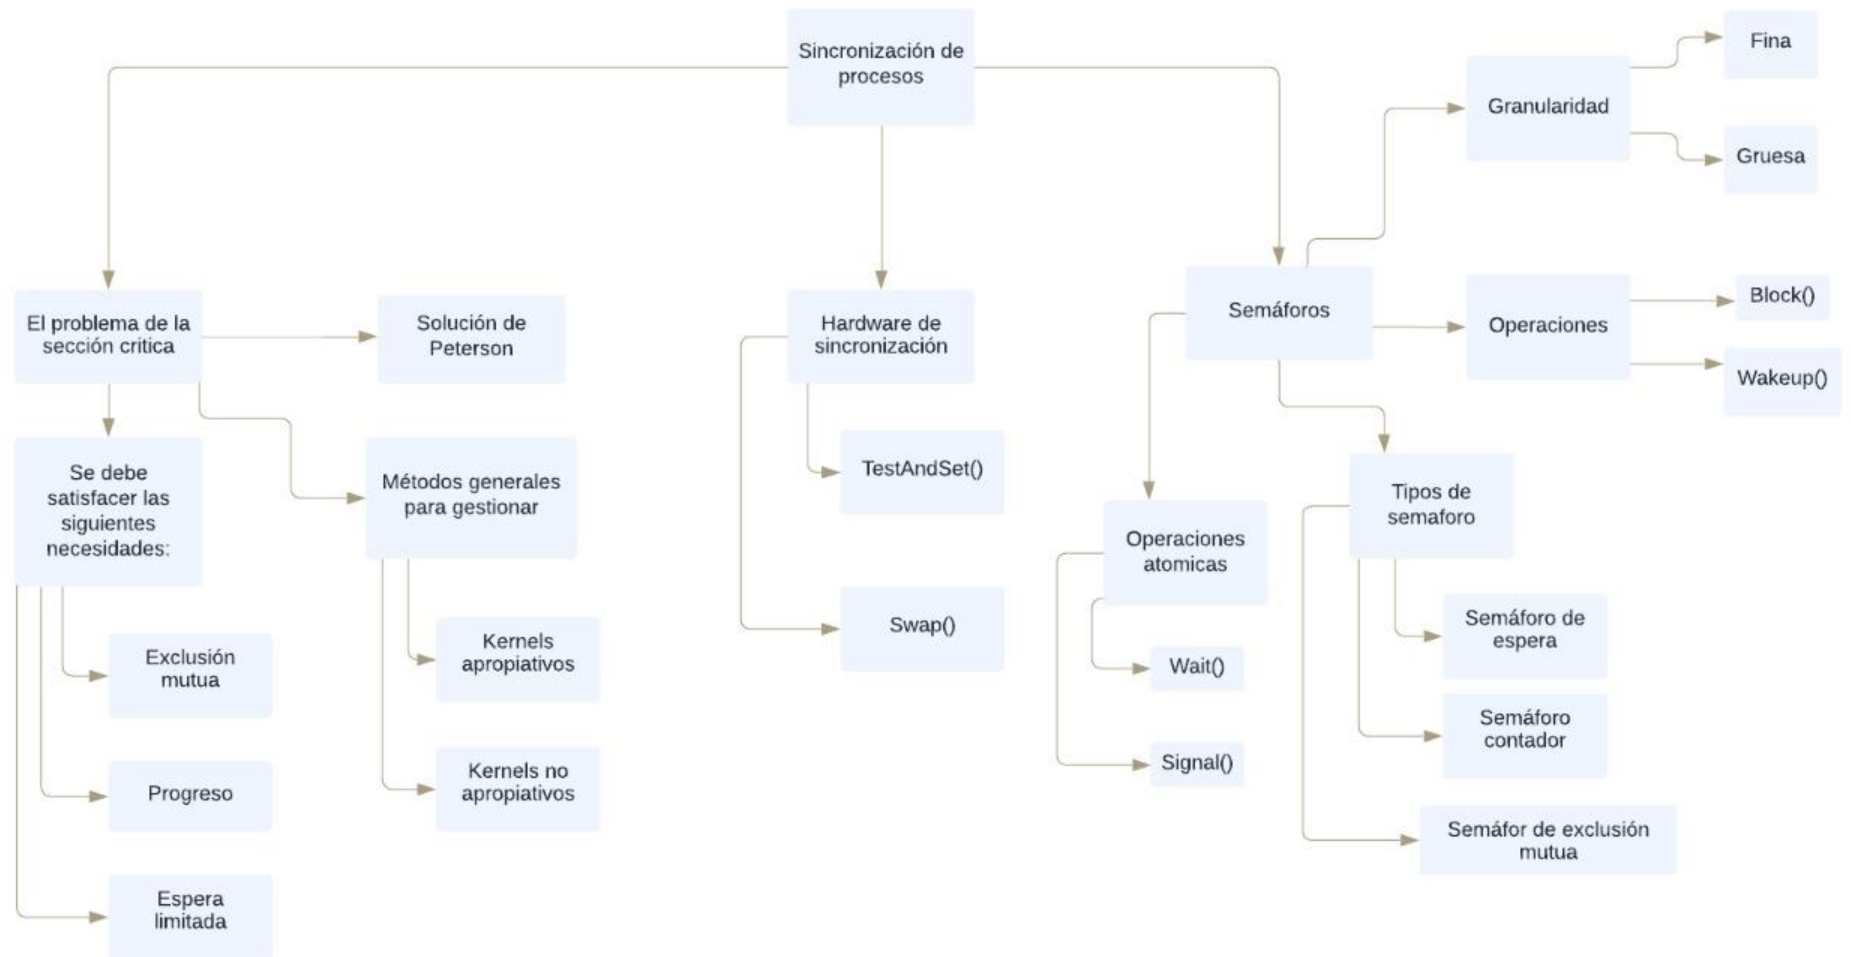 Sincronización de
procesos
El problema de la
sección critica
Solución de
Peterson
Se debe
satisfacer las
siguientes
necesidades:
Exclusión
mutua
Progreso
Espera
limitada
Métodos generales
para gestionar
Kernels
apropiativos
Kernels no
apropiativos
Hardware de
sincronización
TestAndSet()
Swap()
Semáforos
Granularidad
Fina
Gruesa
Operaciones
Block()
Wakeup()
Operaciones
atomicas
Wait()
Signal()
Tipos de
semaforo
Semáforo de
espera
Semáforo
contador
Semáfor de exclusión
mutua